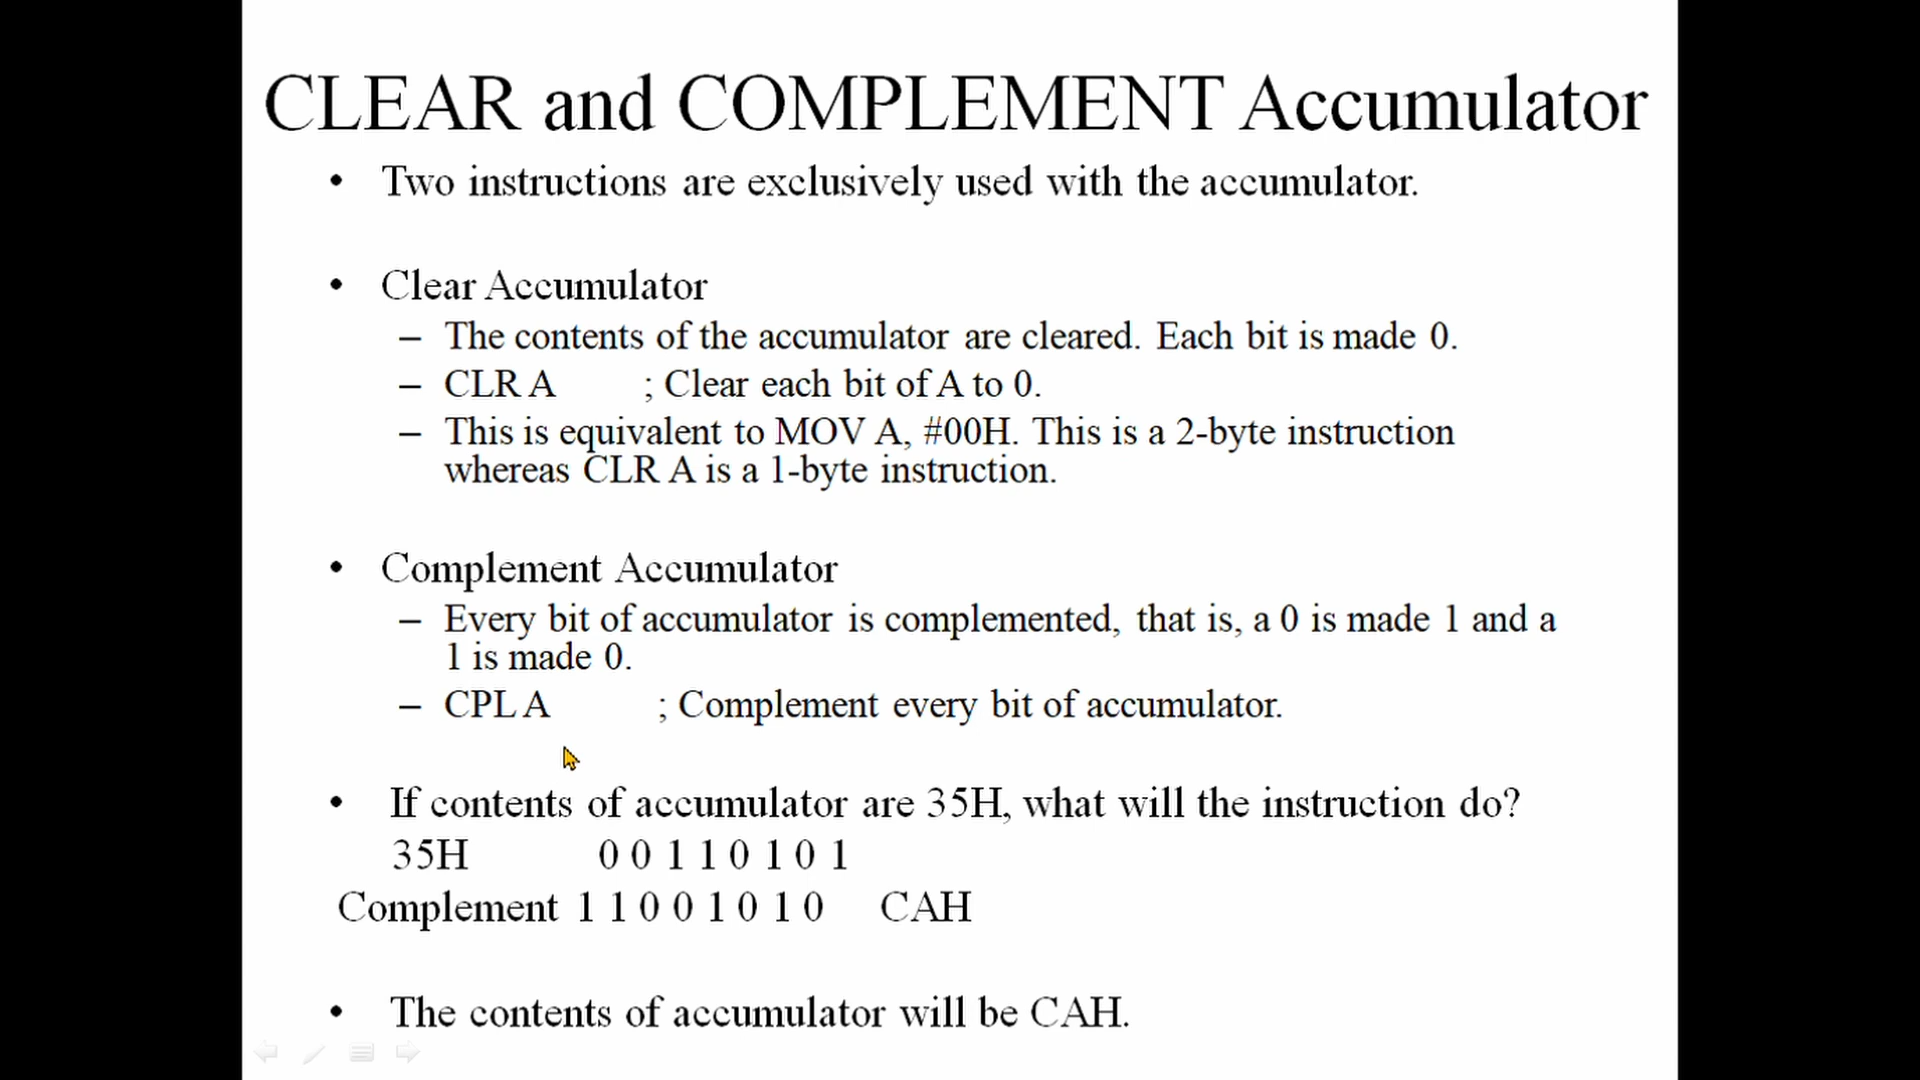 CLEAR and COMPLEMENT Accumulator
• Two instructions are exclusively used with the accumulator.
• Clear Accumulator
– The contents of the accumulator are cleared. Each bit is made 0.
– CLR A ; Clear each bit of A to 0.
– This is equivalent to MOV A, #00H. This is a 2-byte instruction
whereas CLR A is a 1-byte instruction.
• Complement Accumulator
– Every bit of accumulator is complemented, that is, a 0 is made 1 and a
1 is made 0.
– CPL A ; Complement every bit of accumulator.
• If contents of accumulator are 35H, what will the instruction do?
35H 0 0 1 1 0 1 0 1
Complement 1 1 0 0 1 0 1 0 CAH
• The contents of accumulator will be CAH.